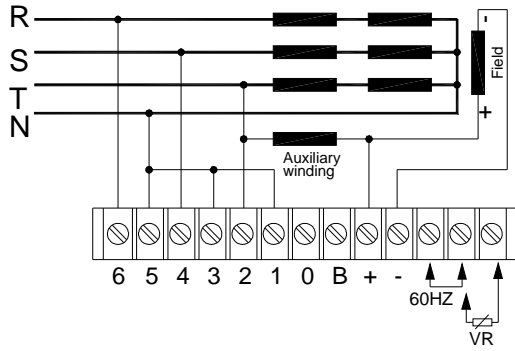 R
S
T
N
-
Field
+
Auxiliary
winding
6 5 4 3 2 1 0 B + -
60HZ
VR